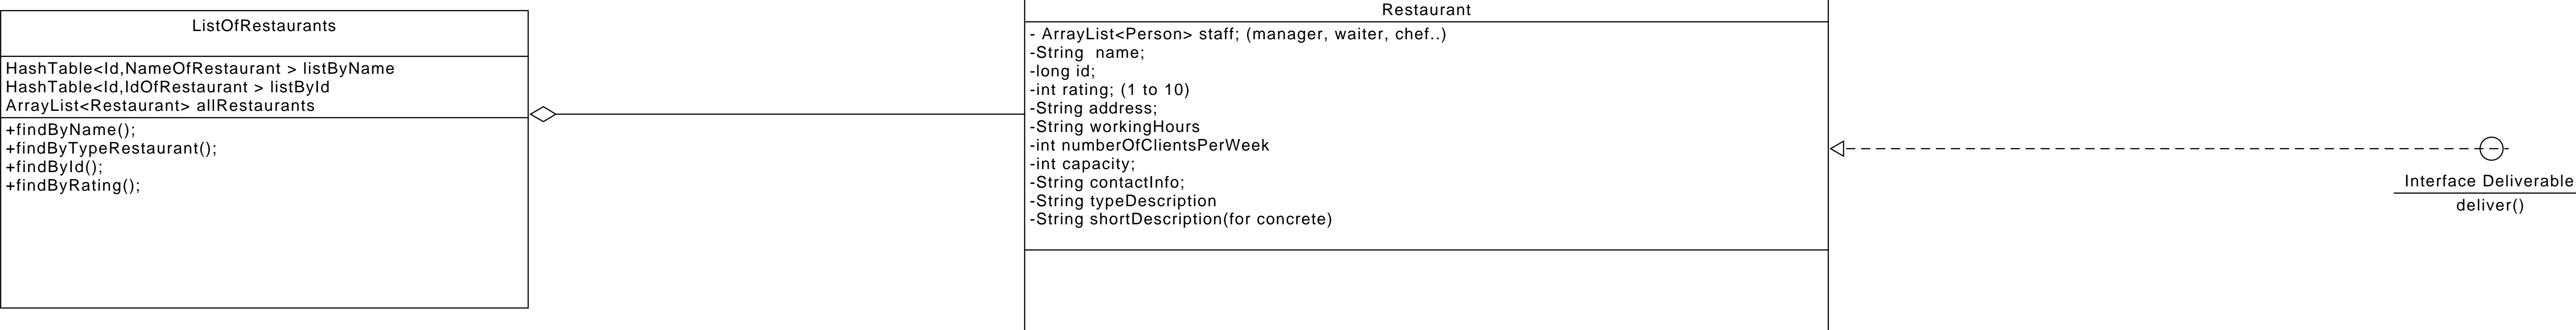 ListOfRestaurants
HashTable<Id,NameOfRestaurant > listByName
HashTable<Id,IdOfRestaurant > listById
ArrayList<Restaurant> allRestaurants
+findByName();
+findByTypeRestaurant();
+findById();
+findByRating();
Restaurant
- ArrayList<Person> staff; (manager, waiter, chef..)
-String  name;
-long id;
-int rating; (1 to 10)
-String address;
-String workingHours
-int numberOfClientsPerWeek
-int capacity;
-String contactInfo;
-String typeDescription
-String shortDescription(for concrete)
Interface Deliverable
deliver()